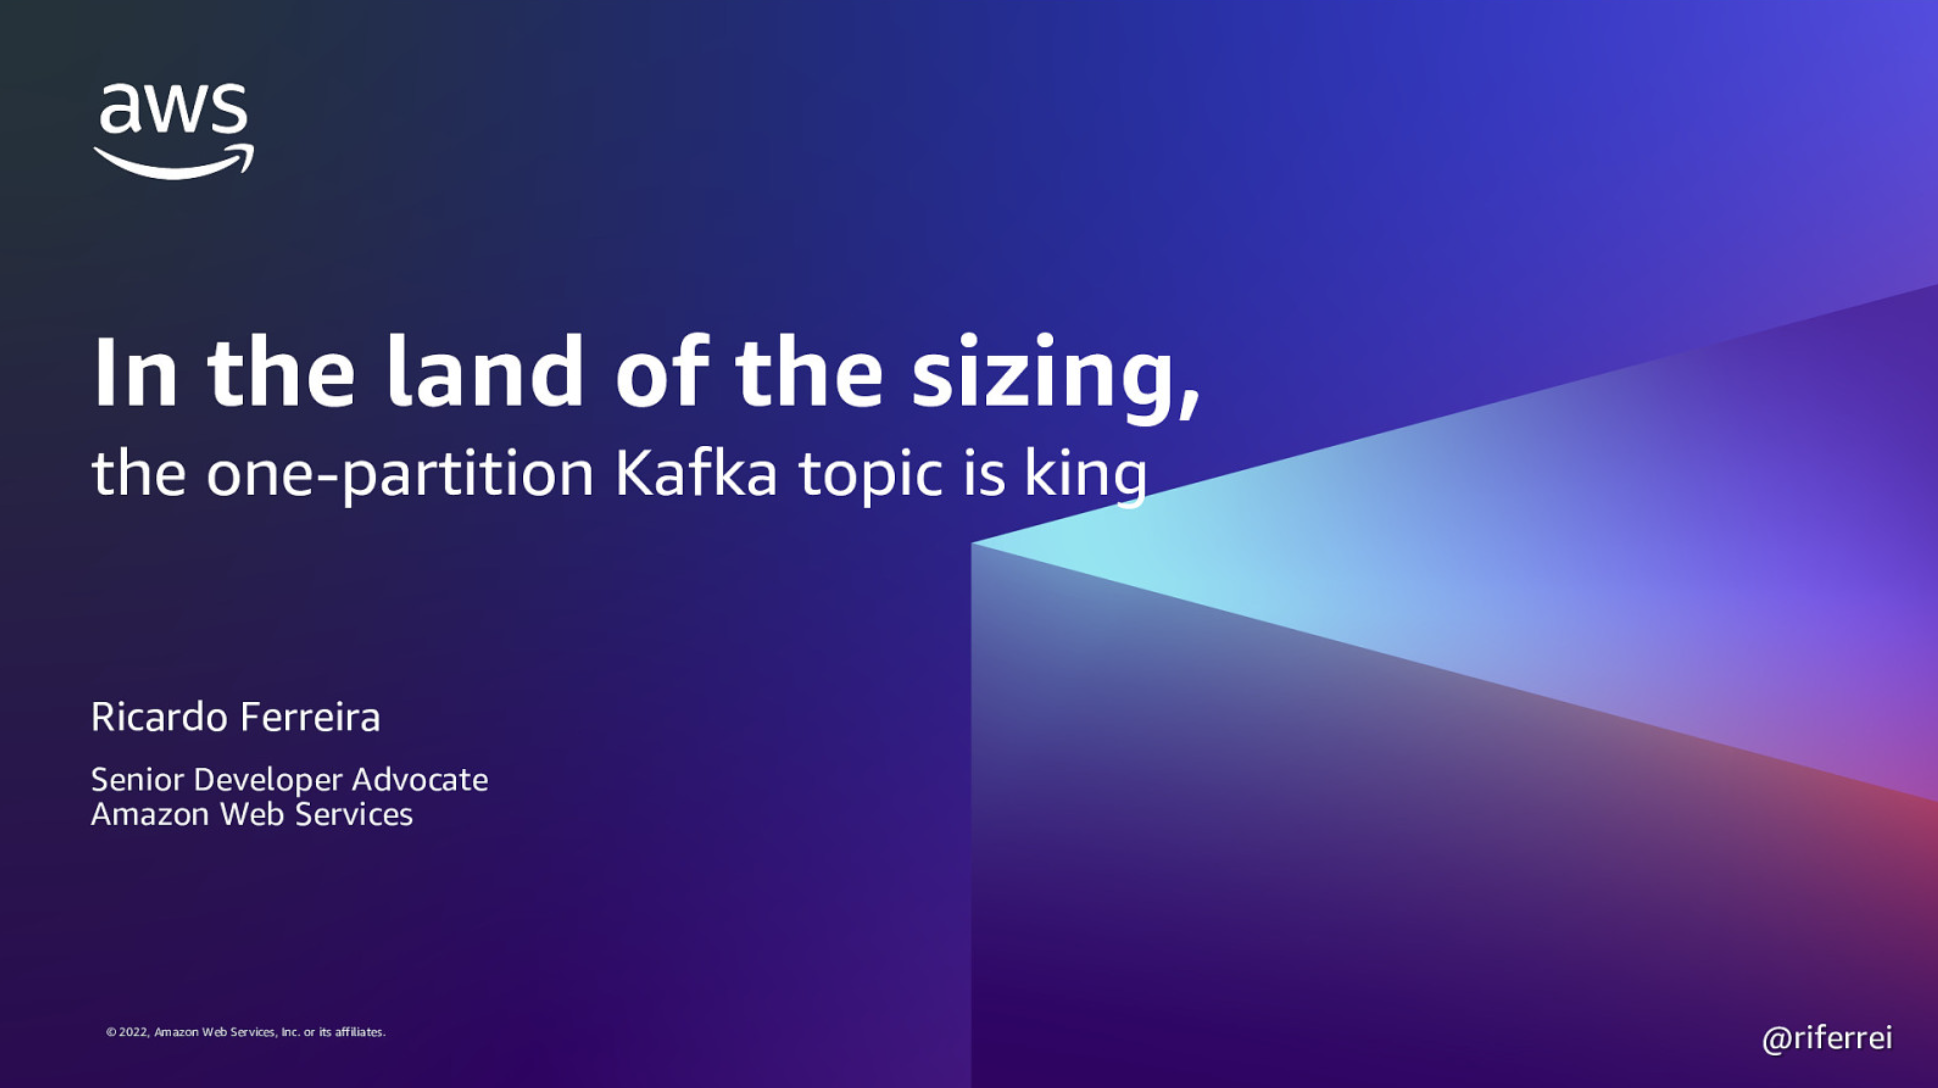 aws
In the land of the sizing,
the one-partition Kafka topic is king
Ricardo Ferreira
Senior Developer Advocate
Amazon Web Services
© 2022, Amazon Web Services, Inc. or its affiliates.
@riferrei